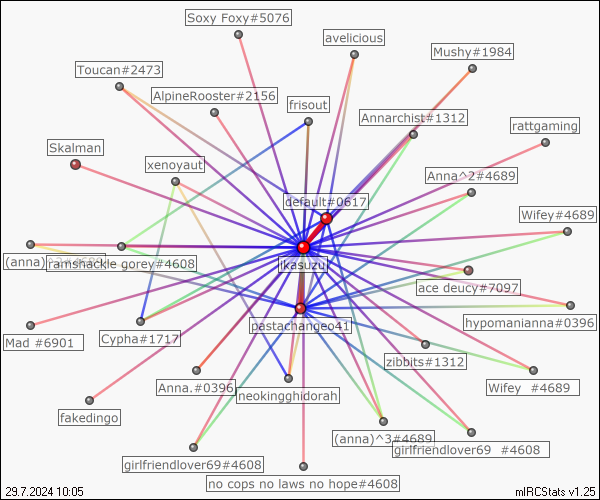 Soxy Foxy#5076
avelicious
Mushy#1984
Toucan#2473
AlpineRooster#2156
frisout
Annarchist#1312
rattgaming
Skalman
xenoyaut
Anna^2#4689
default#0617
Wifey#4689
(anna)
ramshackle gorey#4608
ikasuzu
ace deucy#7097
hypomanianna#0396
Mad #6901
Cypha#1717
pastachangeo41
zibbits#1312
Anna.#0396
neokingghidorah
Wifey  #4689
fakedingo
(anna)^3#4689
girlfriendlover69  #4608
girlfriendlover69#4608
no cops no laws no hope#4608
29.7.2024 10:05
mIRCStats v1.25